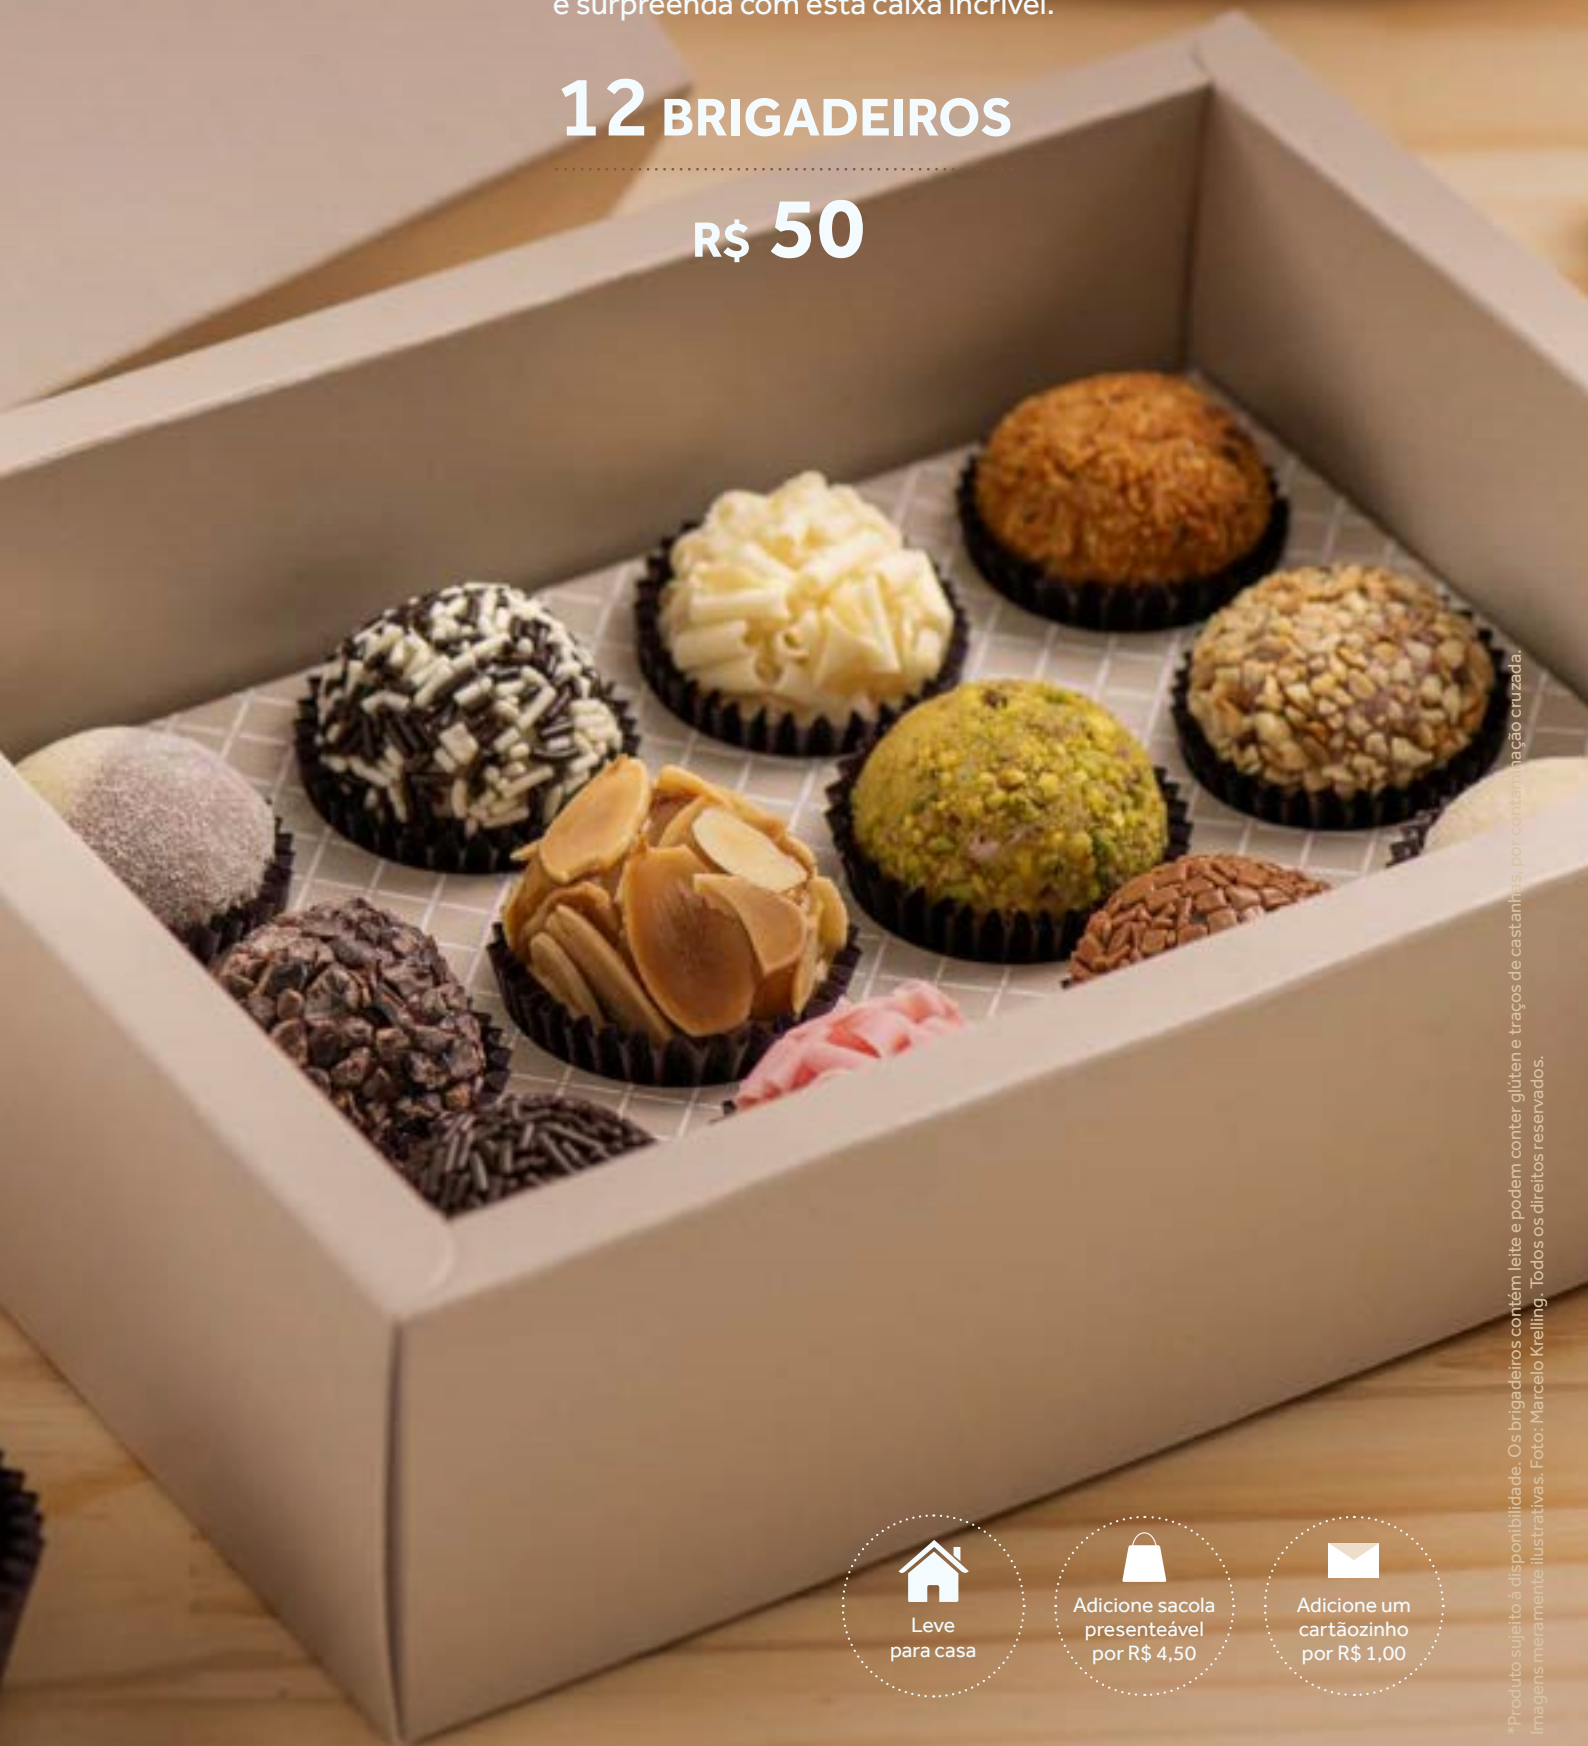 e surpreenda com esta caixa incrível.
12 BRIGADEIROS
R$ 50
Leve
para casa
Adicione sacola
presenteável
por R$ 4,50
Adicione um
cartãozinho
por R$ 1,00
*Produto sujeito à disponibilidade. Os brigadeiros contém leite e podem conter glúten e traços de castanhas, por contaminação cruzada.
Imagens meramente ilustrativas. Foto: Marcelo Krelling. Todos os direitos reservados.